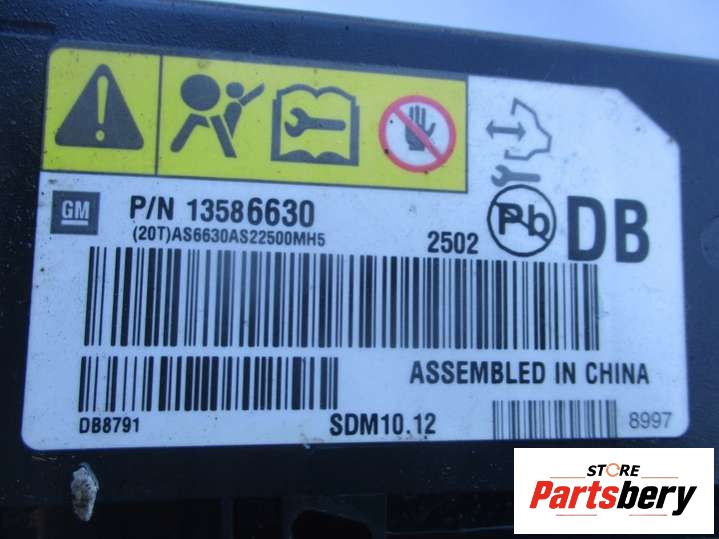 GM P/N 13586630
(20T)AS6630AS22500MH5
2502 Pb DB
ASSEMBLED IN CHINA
DB8791 SDM10.12 8997
STORE
Partsbery